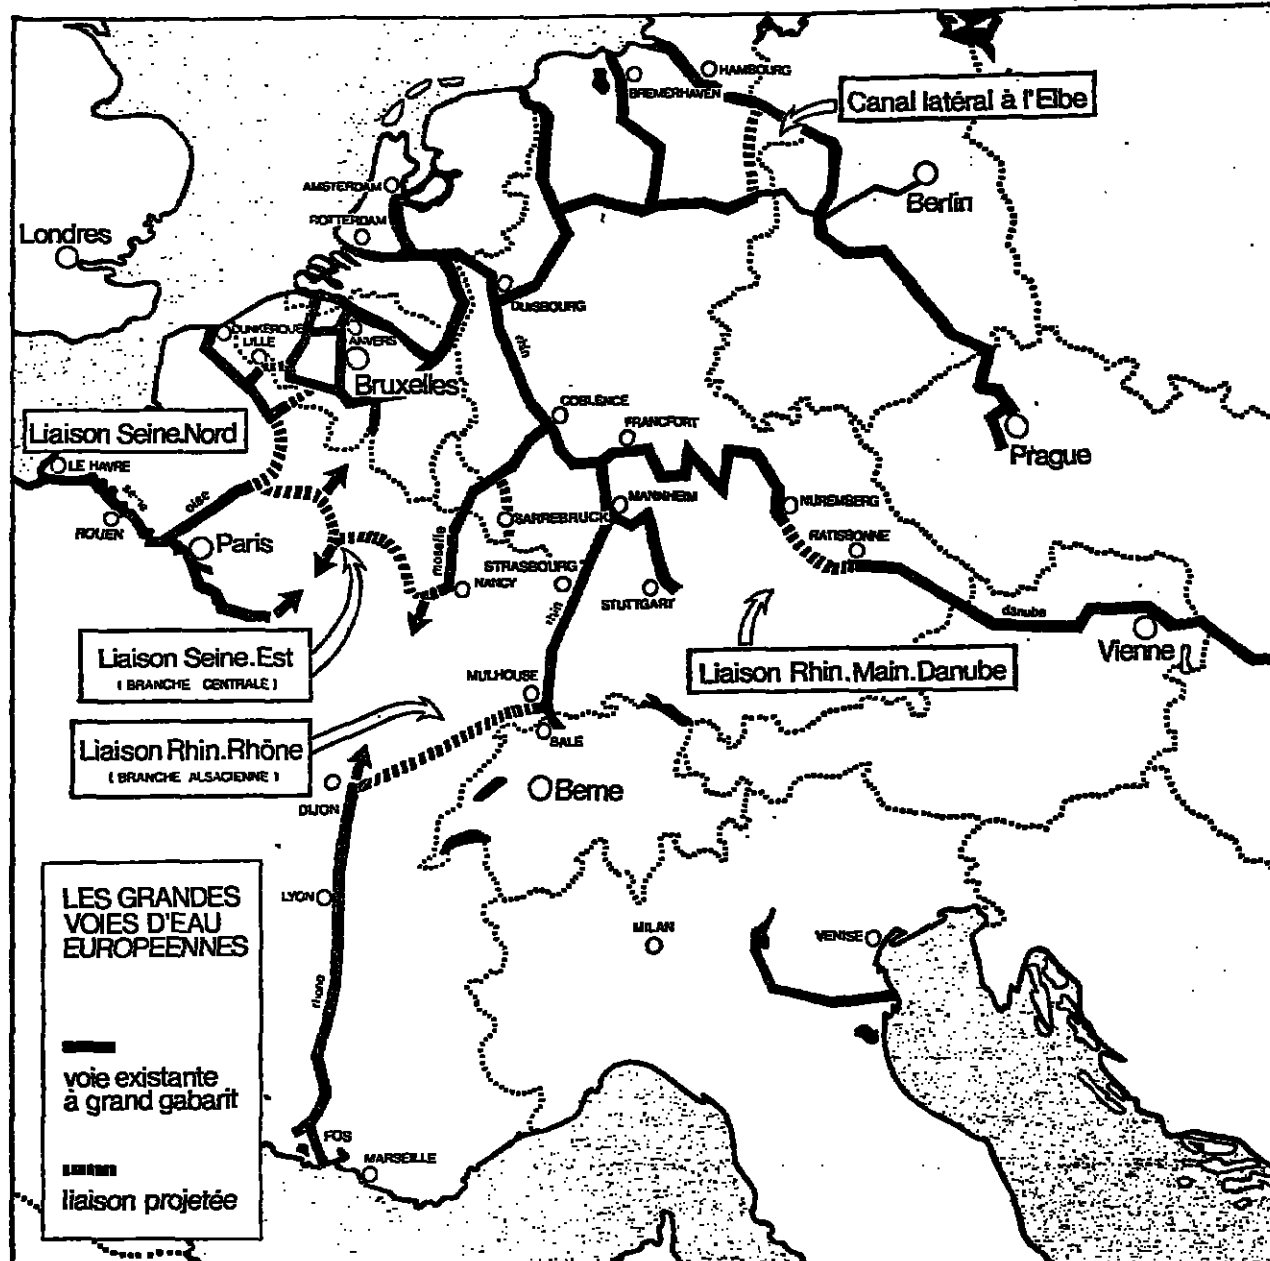 HAMBOURG
BREMERHAVEN
Canal latéral à l'Elbe
AMSTERDAM
Berlin
ROTTERDAM
Londres
DUISBOURG
DUNKERQUE
LILLE
ANVERS
rhin
Bruxelles
COBLENCE
FRANCFORT
Liaison Seine.Nord
Prague
LE HAVRE
MANNHEIM
NUREMBERG
oise
SARREBRUCK
ROUEN
Paris
moselle
RATISBONNE
STRASBOURG
NANCY
STUTTGART
rhin
danube
Vienne
Liaison Seine.Est
( BRANCHE CENTRALE )
Liaison Rhin.Main.Danube
MULHOUSE
BALE
Liaison Rhin.Rhône
( BRANCHE ALSACIENNE )
Berne
DIJON
LES GRANDES
VOIES D'EAU
EUROPEENNES
LYON
MILAN
VENISE
rhone
voie existante
à grand gabarit
FOS
MARSEILLE
liaison projetée